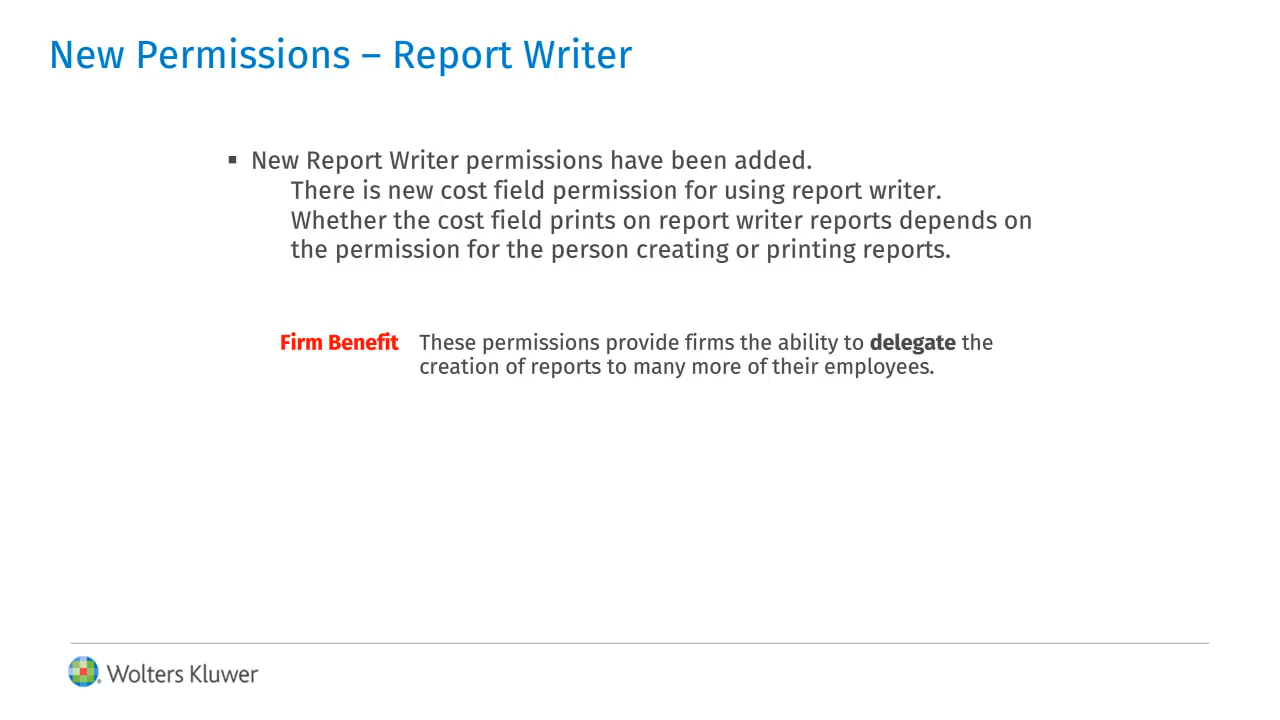 New Permissions – Report Writer
▪ New Report Writer permissions have been added.
There is new cost field permission for using report writer.
Whether the cost field prints on report writer reports depends on
the permission for the person creating or printing reports.
Firm Benefit These permissions provide firms the ability to delegate the
creation of reports to many more of their employees.
Wolters Kluwer